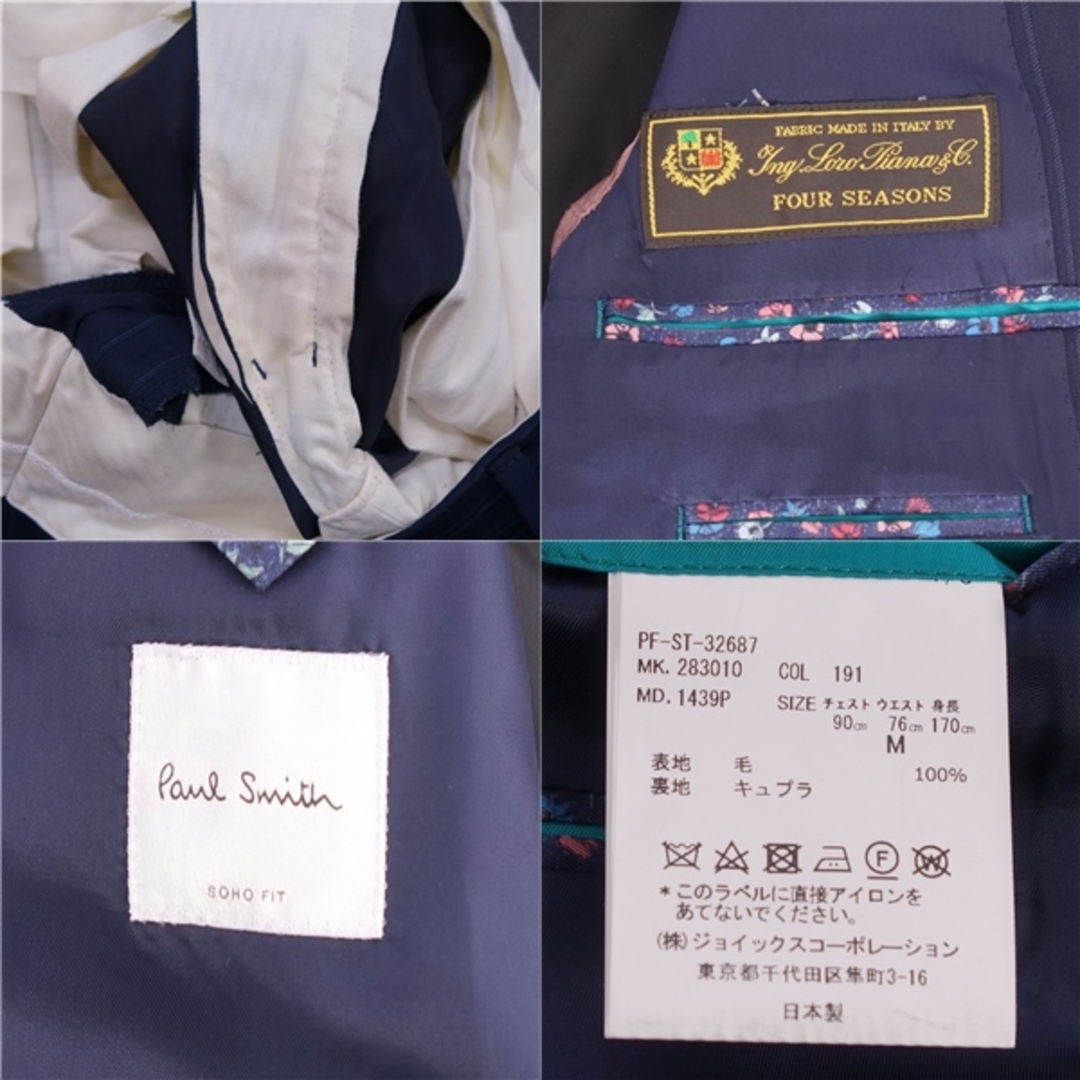 FABRIC MADE IN ITALY BY
Ing. Loro Piana & C.
FOUR SEASONS
Paul Smith
SOHO FIT
PF-ST-32687
MK. 283010 COL 191
MD. 1439P SIZE チェスト ウエスト 身長
90cm 76cm 170cm
M
表地 毛
100%
裏地 キュプラ
F
W
*このラベルに直接アイロンを
あてないでください。
(株)ジョイックスコーポレーション
東京都千代田区隼町3-16
日本製